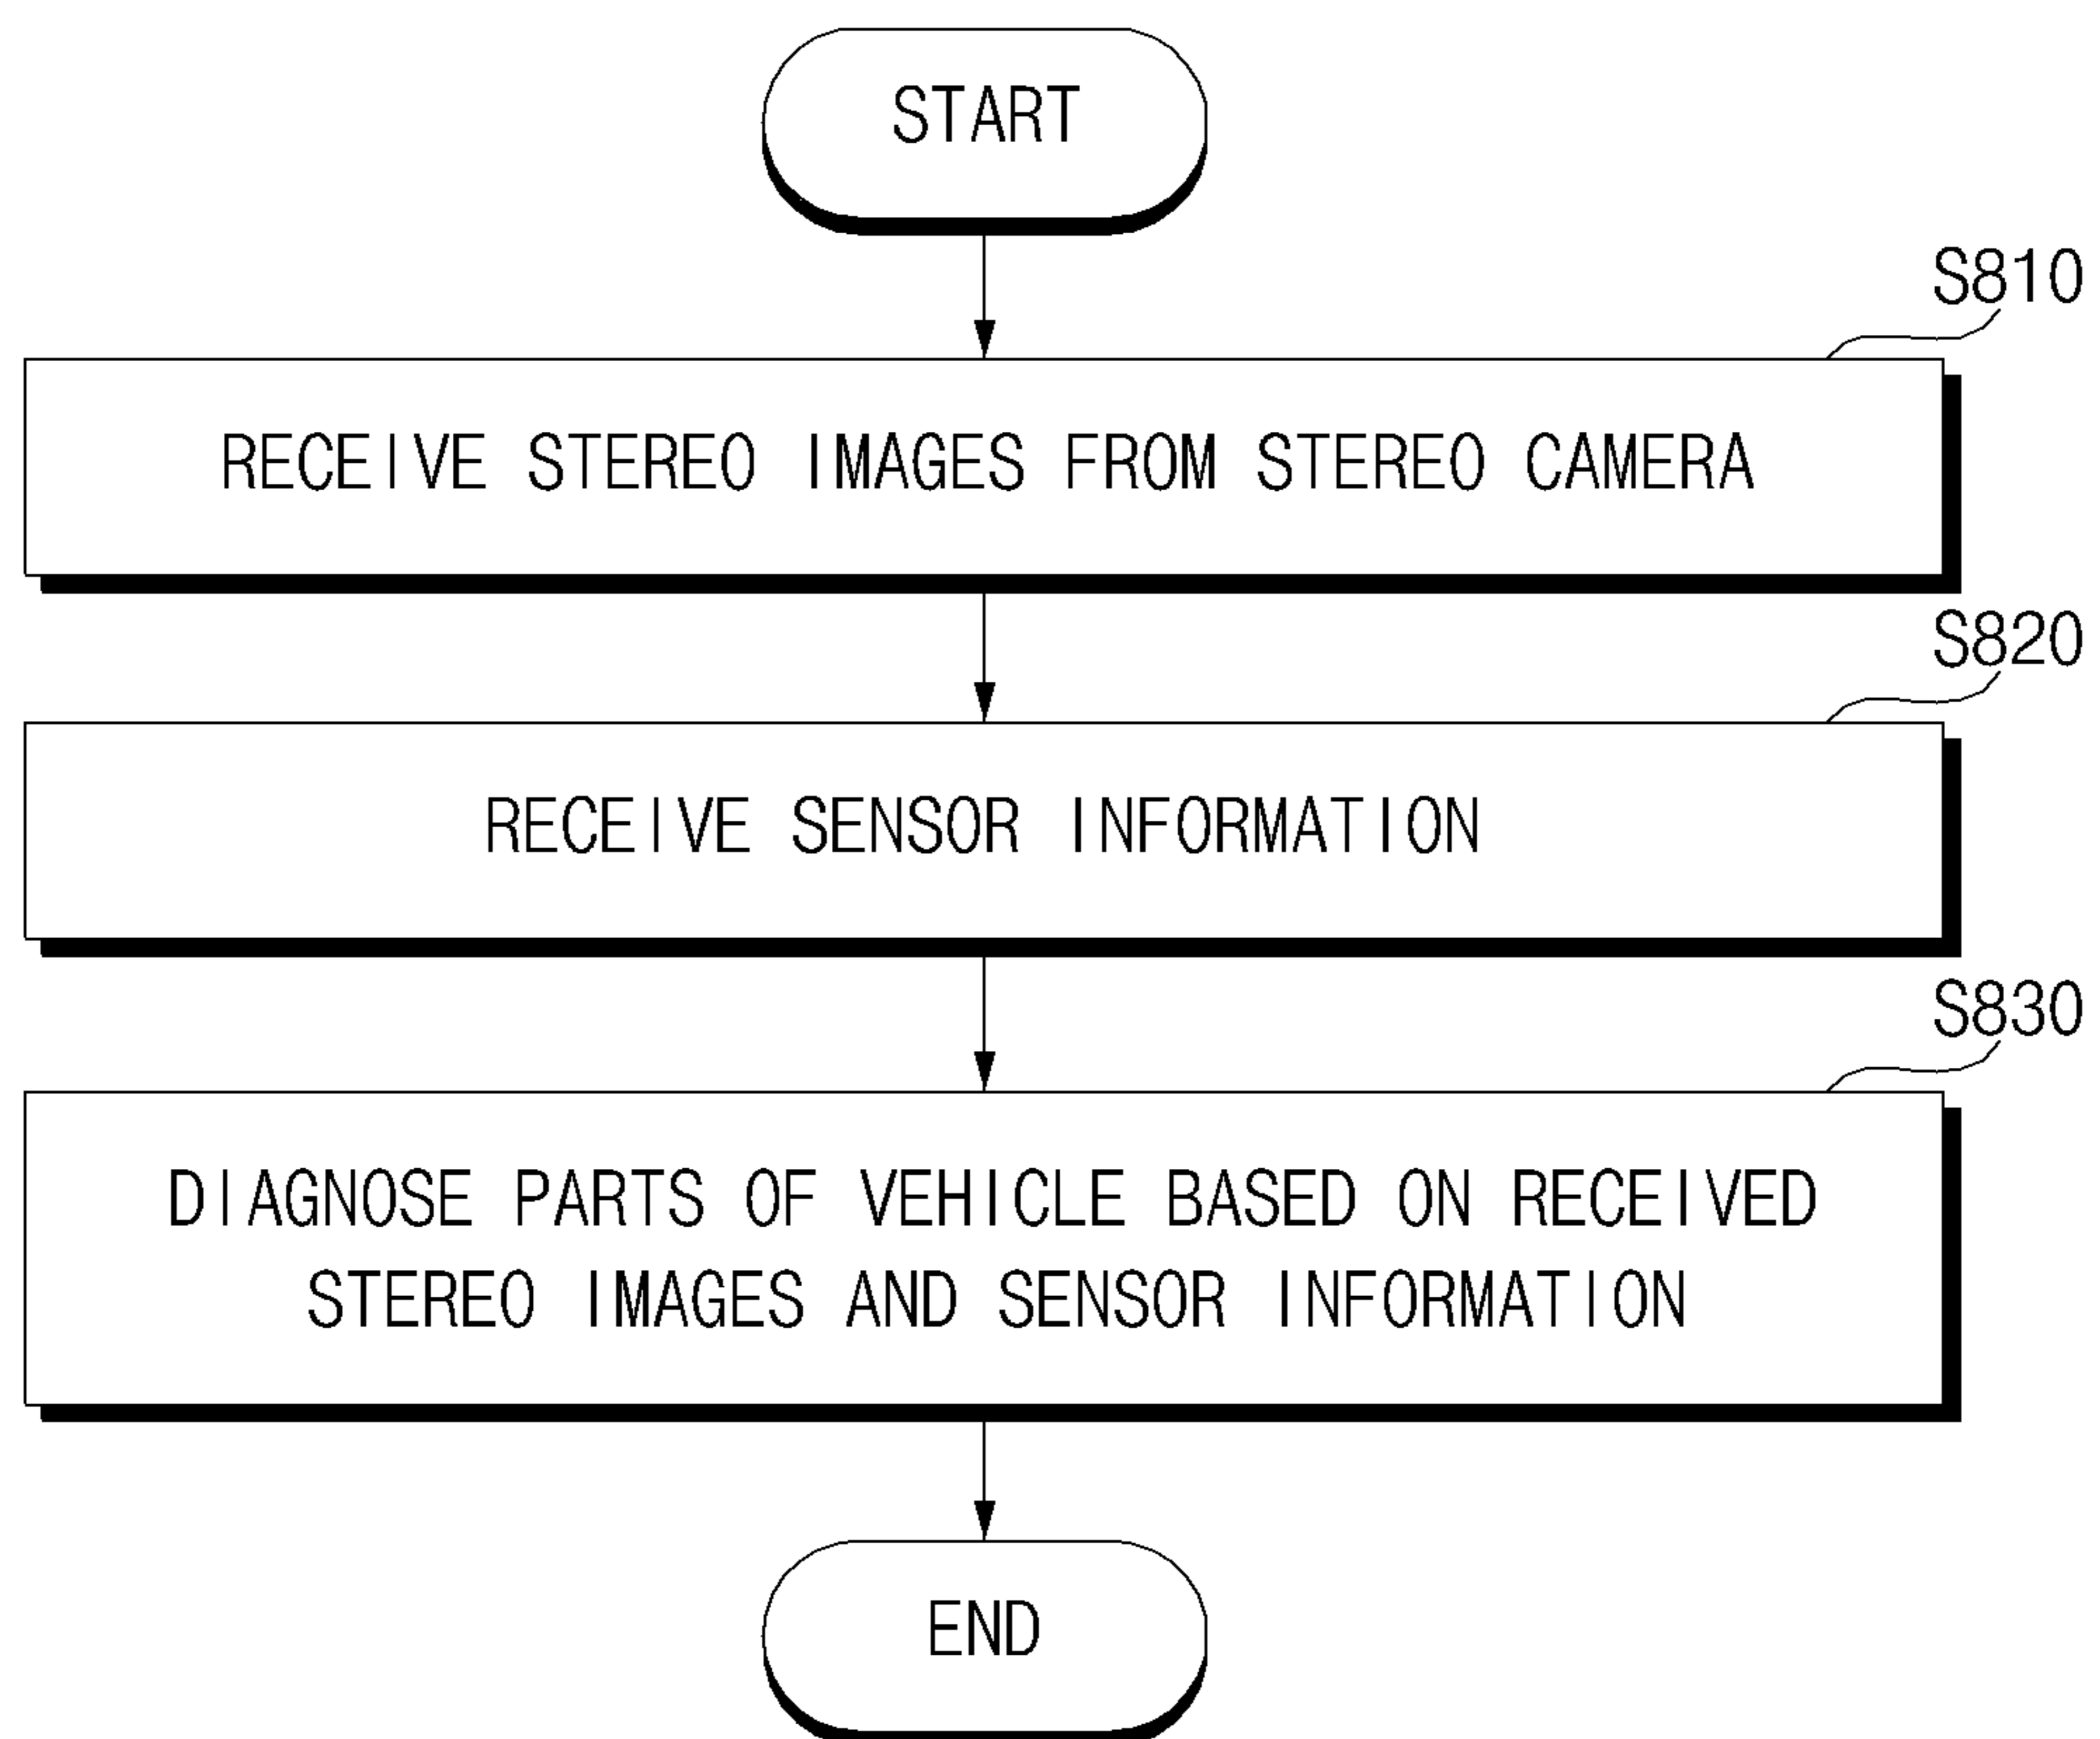 START
S810
RECEIVE STEREO IMAGES FROM STEREO CAMERA
S820
RECEIVE SENSOR INFORMATION
S830
DIAGNOSE PARTS OF VEHICLE BASED ON RECEIVED
STEREO IMAGES AND SENSOR INFORMATION
END